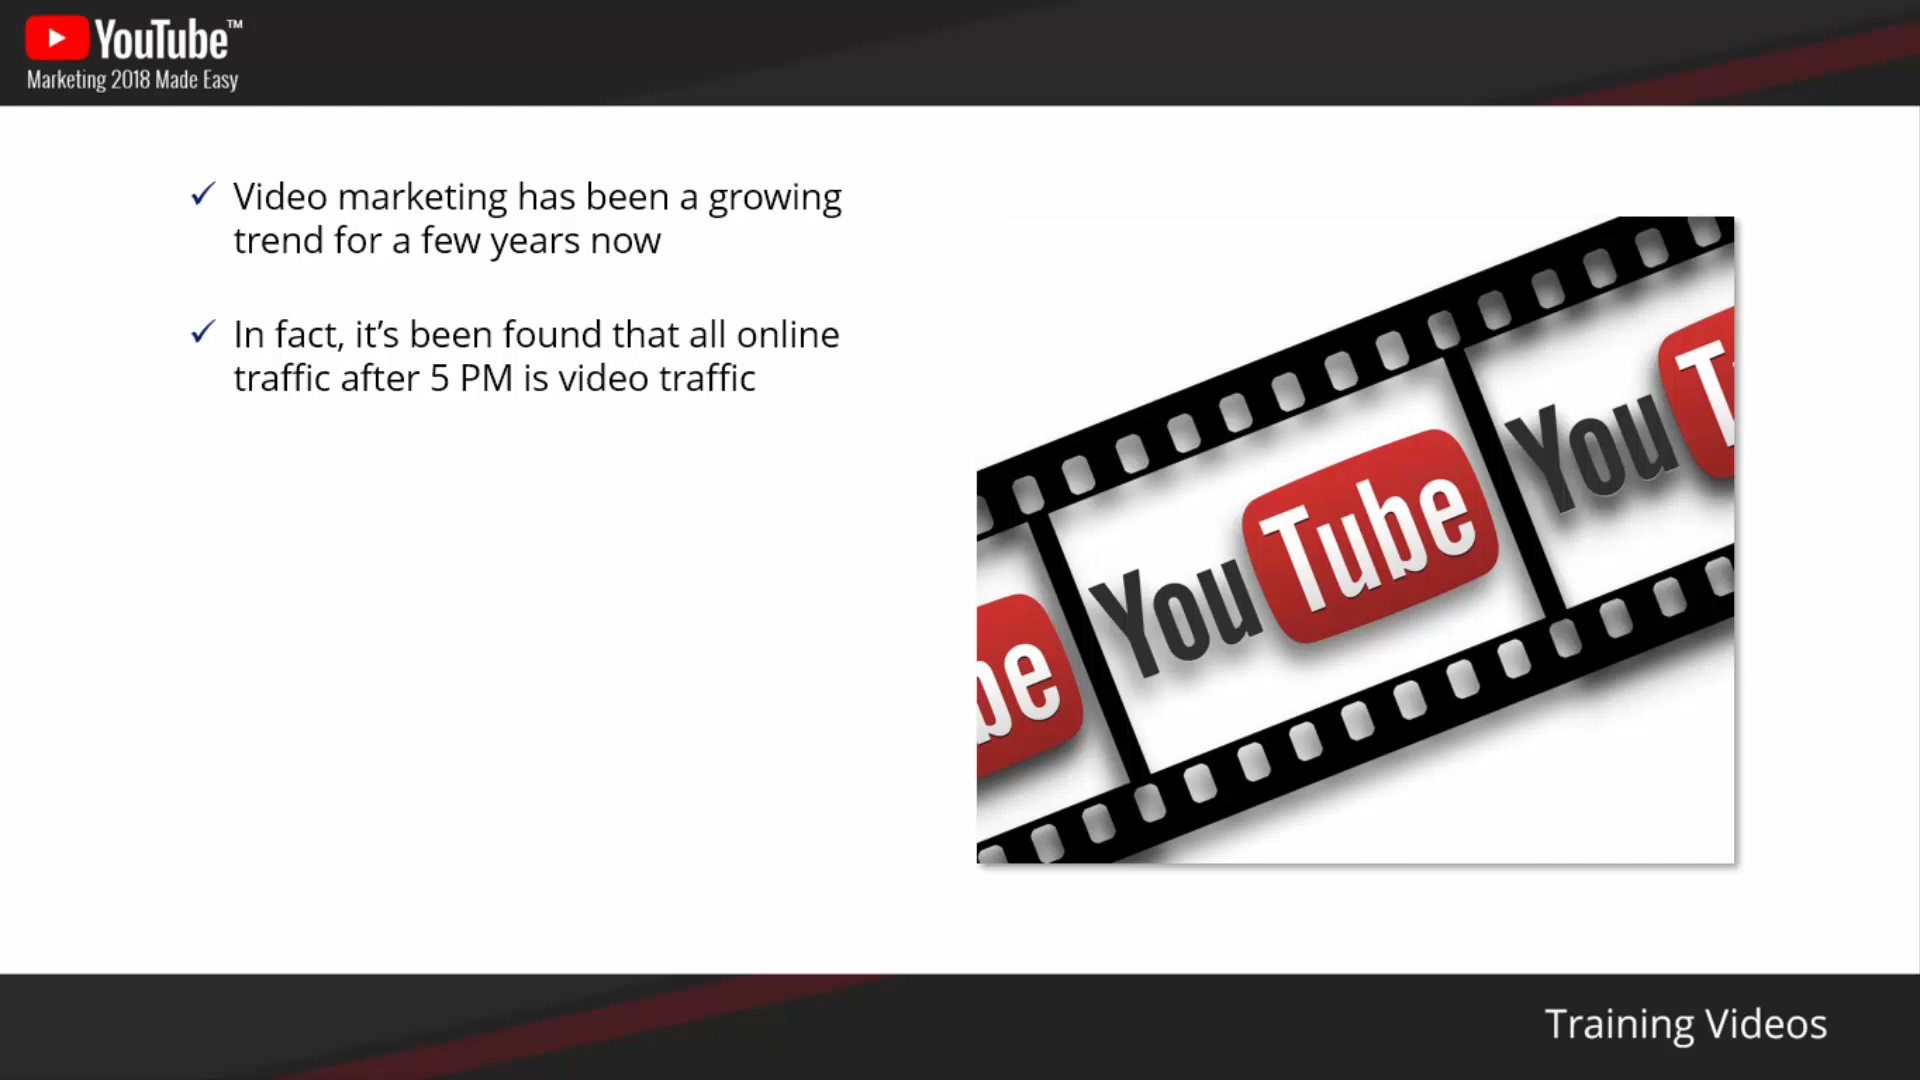 YouTube™
Marketing 2018 Made Easy
✓ Video marketing has been a growing
trend for a few years now
✓ In fact, it’s been found that all online
traffic after 5 PM is video traffic
be
YouTube
You T
Training Videos